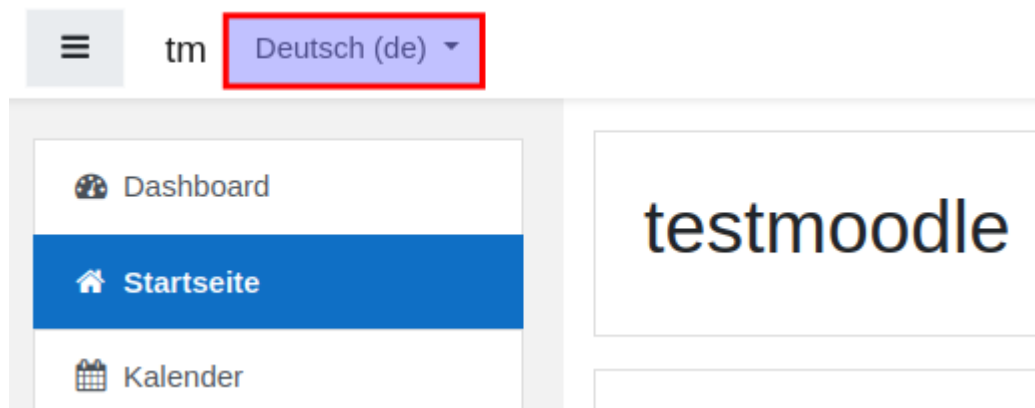 tm Deutsch (de)
Dashboard
Startseite
Kalender
testmoodle